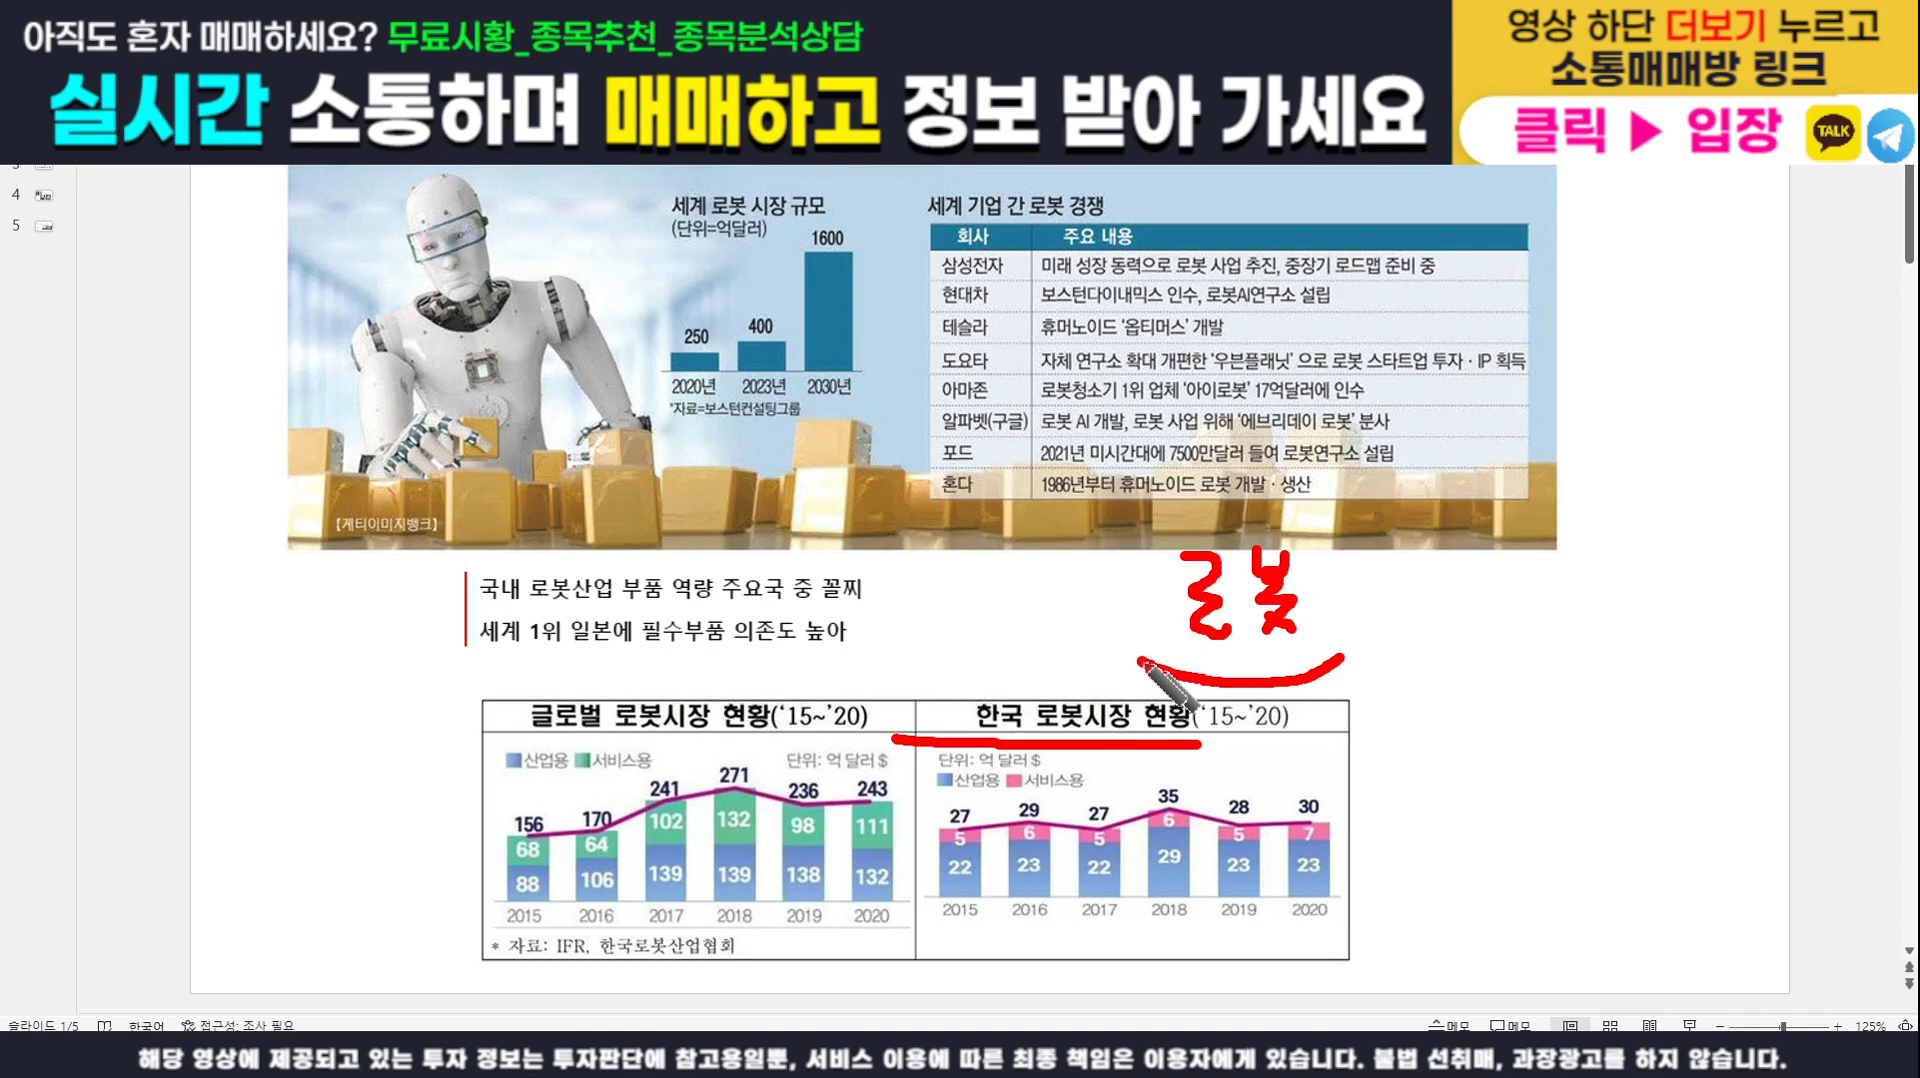 아직도 혼자 매매하세요? 무료시황_종목추천_종목분석상담
실시간 소통하며 매매하고 정보 받아 가세요
영상 하단 더보기 누르고
소통매매방 링크
클릭 ▶ 입장
TALK
4
5
세계 로봇 시장 규모
(단위=억달러)
1600
400
250
2020년 2023년 2030년
*자료=보스턴컨설팅그룹
【게티이미지뱅크】
세계 기업 간 로봇 경쟁
회사 주요 내용
삼성전자 미래 성장 동력으로 로봇 사업 추진, 중장기 로드맵 준비 중
현대차 보스턴다이내믹스 인수, 로봇AI연구소 설립
테슬라 휴머노이드 ‘옵티머스’ 개발
도요타 자체 연구소 확대 개편한 ‘우븐플래닛’ 으로 로봇 스타트업 투자 · IP 획득
아마존 로봇청소기 1위 업체 ‘아이로봇’ 17억달러에 인수
알파벳(구글) 로봇 AI 개발, 로봇 사업 위해 ‘에브리데이 로봇’ 분사
포드 2021년 미시간대에 7500만달러 들여 로봇연구소 설립
혼다 1986년부터 휴머노이드 로봇 개발 · 생산
국내 로봇산업 부품 역량 주요국 중 꼴찌
세계 1위 일본에 필수부품 의존도 높아
로봇
글로벌 로봇시장 현황(‘15~’20)
산업용 서비스용 단위: 억 달러 $
156 170 241 271 236 243
68 64 102 132 98 111
88 106 139 139 138 132
2015 2016 2017 2018 2019 2020
* 자료: IFR, 한국로봇산업협회
한국 로봇시장 현황(‘15~’20)
단위: 억 달러 $
산업용 서비스용
27 29 27 35 28 30
5 6 5 6 5 7
22 23 22 29 23 23
2015 2016 2017 2018 2019 2020
슬라이드 1/5 한국어 접근성: 조사 필요 메모 메모 125%
해당 영상에 제공되고 있는 투자 정보는 투자판단에 참고용일뿐, 서비스 이용에 따른 최종 책임은 이용자에게 있습니다. 불법 선취매, 과장광고를 하지 않습니다.